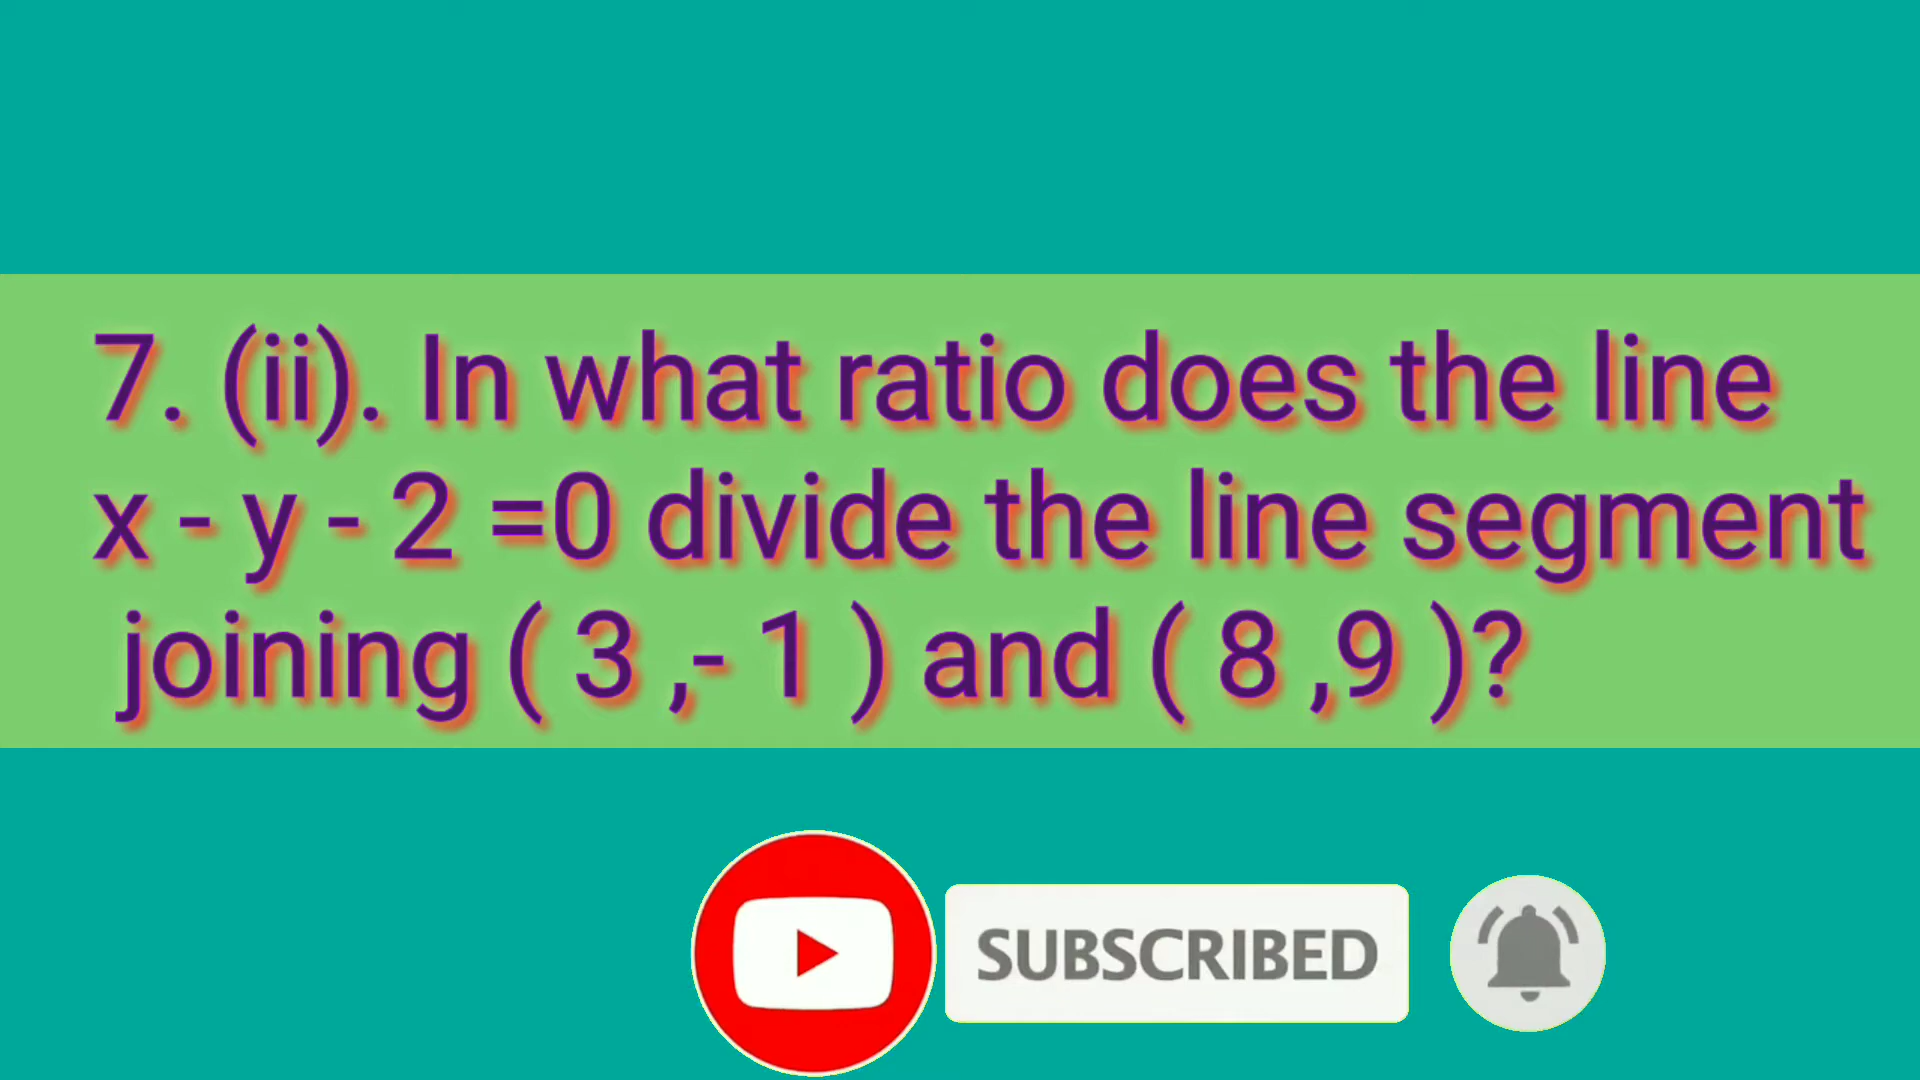 7. (ii). In what ratio does the line
x - y - 2 =0 divide the line segment
joining ( 3 ,- 1 ) and ( 8 ,9 )?
SUBSCRIBED